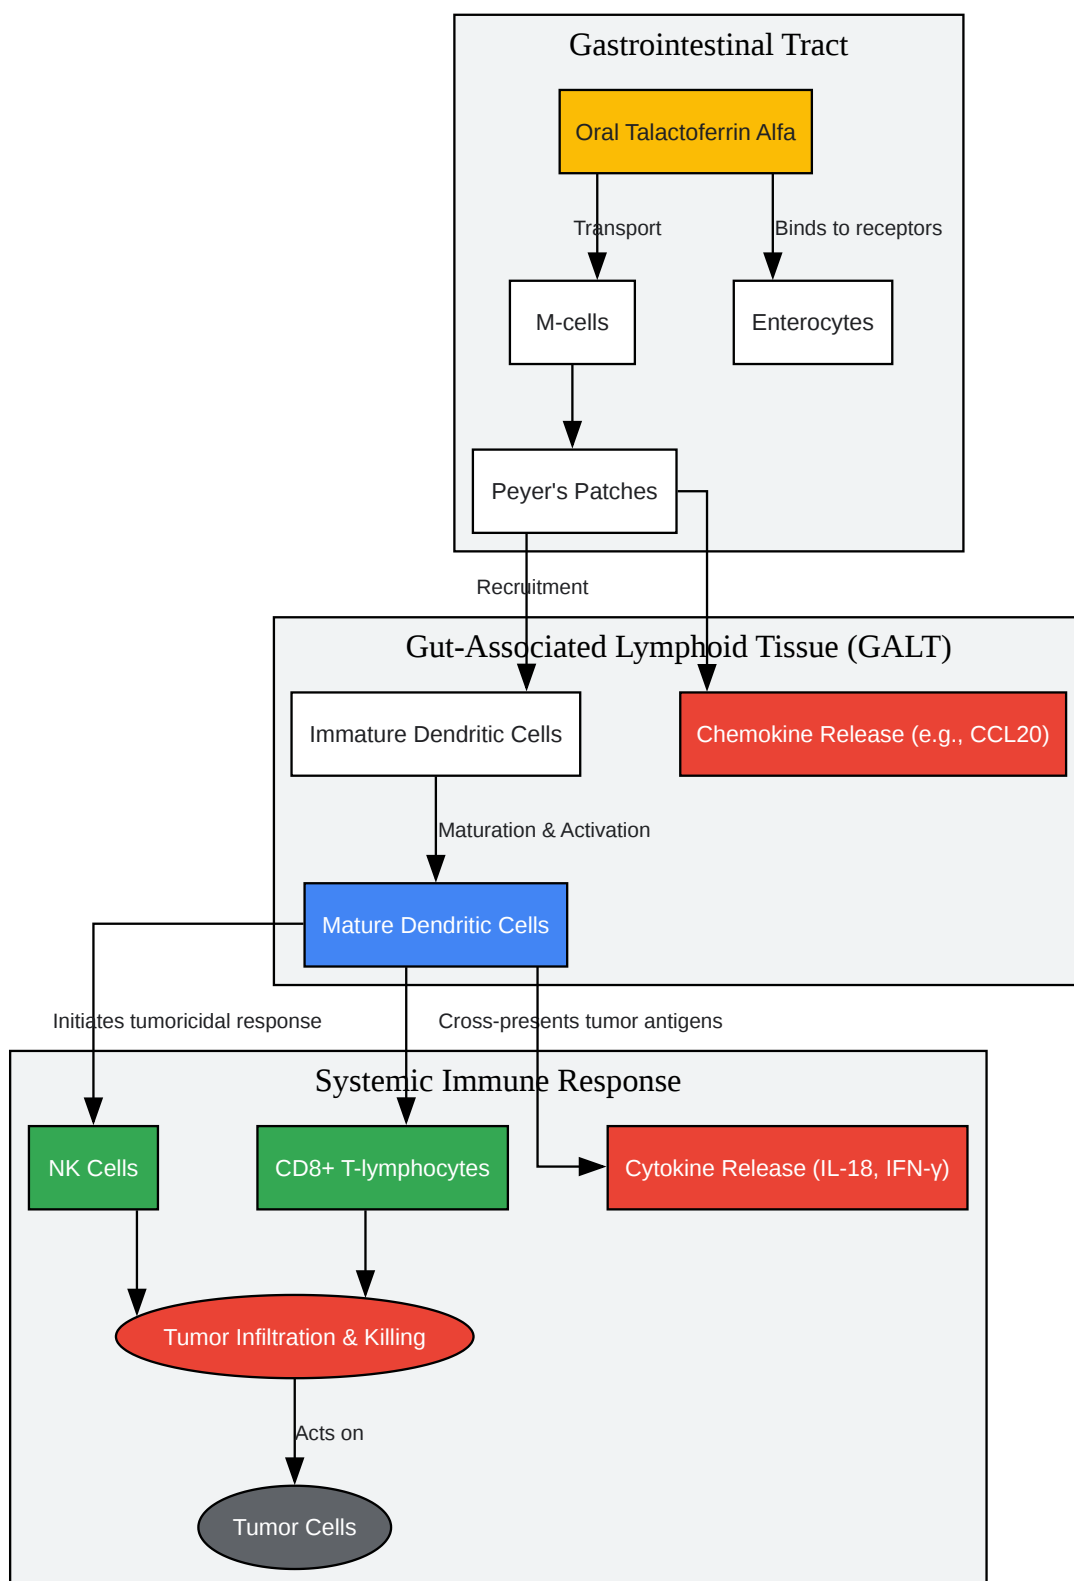 Gastrointestinal Tract
Oral Talactoferrin Alfa
Transport
Binds to receptors
M-cells
Enterocytes
Peyer's Patches
Recruitment
Gut-Associated Lymphoid Tissue (GALT)
Immature Dendritic Cells
Chemokine Release (e.g., CCL20)
Maturation & Activation
Mature Dendritic Cells
Initiates tumoricidal response
Cross-presents tumor antigens
Systemic Immune Response
NK Cells
CD8+ T-lymphocytes
Cytokine Release (IL-18, IFN-γ)
Tumor Infiltration & Killing
Acts on
Tumor Cells